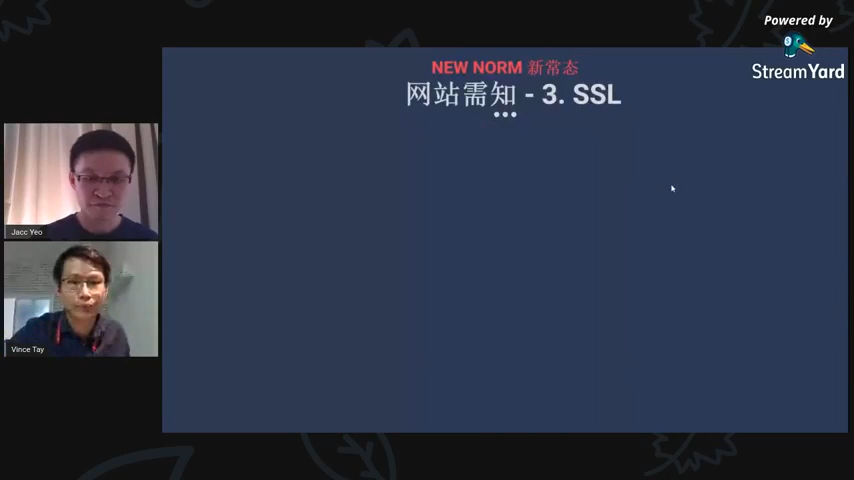 Powered by
StreamYard
NEW NORM 新常态
网站需知 - 3. SSL
Jacc Yeo
Vince Tay